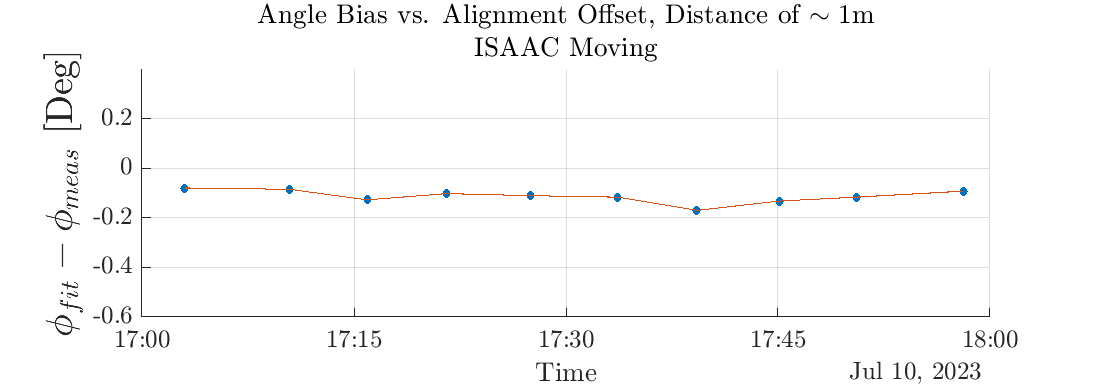 Angle Bias vs. Alignment Offset, Distance of ∼ 1m
ISAAC Moving
ϕfit − ϕmeas [Deg]
0.2
0
-0.2
-0.4
-0.6
17:00 17:15 17:30 17:45 18:00
Time
Jul 10, 2023